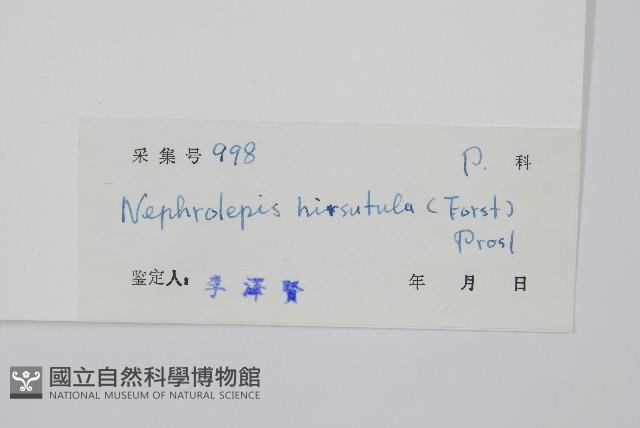 采集号 998 P. 科
Nephrolepis hirsutula (Forst)
Prosl
鉴定人: 李澤賢 年 月 日
國立自然科學博物館
NATIONAL MUSEUM OF NATURAL SCIENCE